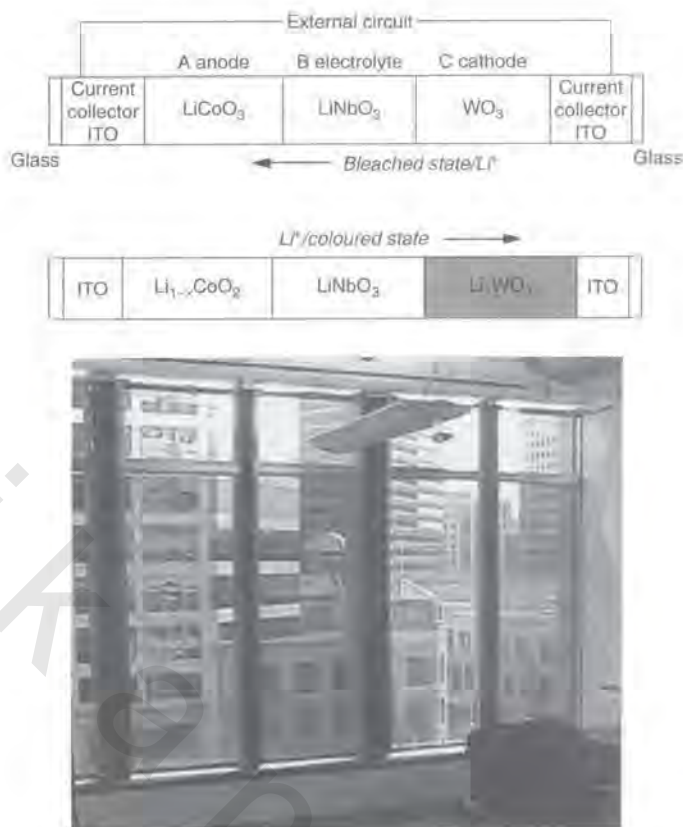 External circuit
A anode B electrolyte C cathode
Current collector ITO LiCoO₃ LiNbO₃ WO₃ Current collector ITO
Glass Bleached state/Li⁺ Glass
Li⁺/coloured state
ITO Li₁₋ₓCoO₂ LiNbO₃ ITO